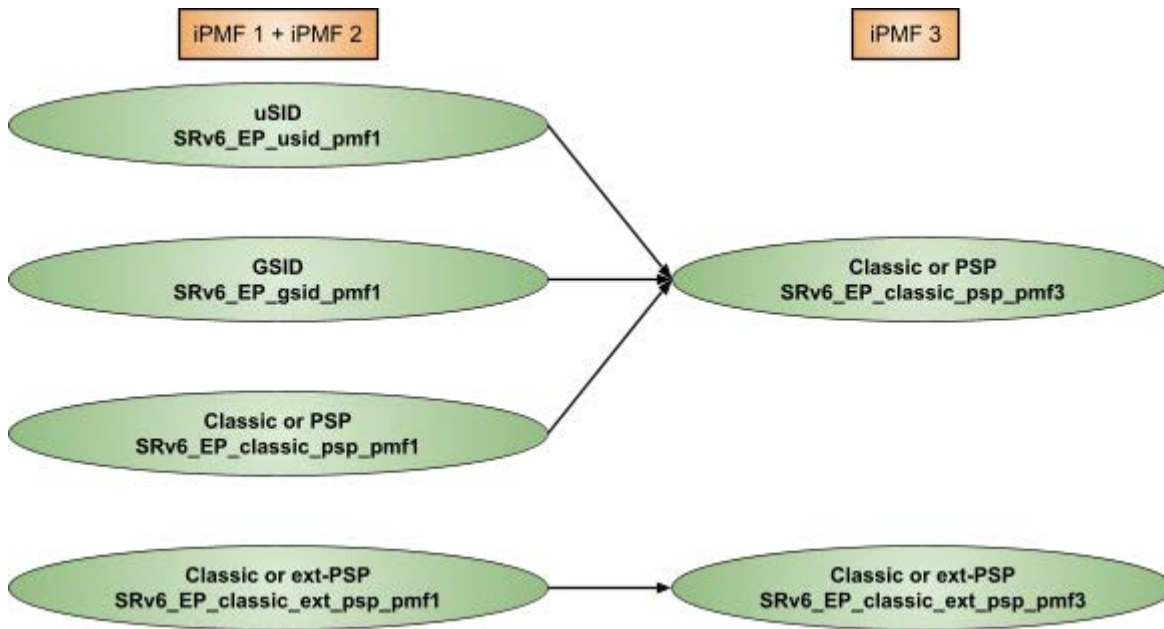 iPMF 1 + iPMF 2
iPMF 3
uSID
SRv6_EP_usid_pmf1
GSID
SRv6_EP_gsid_pmf1
Classic or PSP
SRv6_EP_classic_psp_pmf3
Classic or PSP
SRv6_EP_classic_psp_pmf1
Classic or ext-PSP
SRv6_EP_classic_ext_psp_pmf1
Classic or ext-PSP
SRv6_EP_classic_ext_psp_pmf3